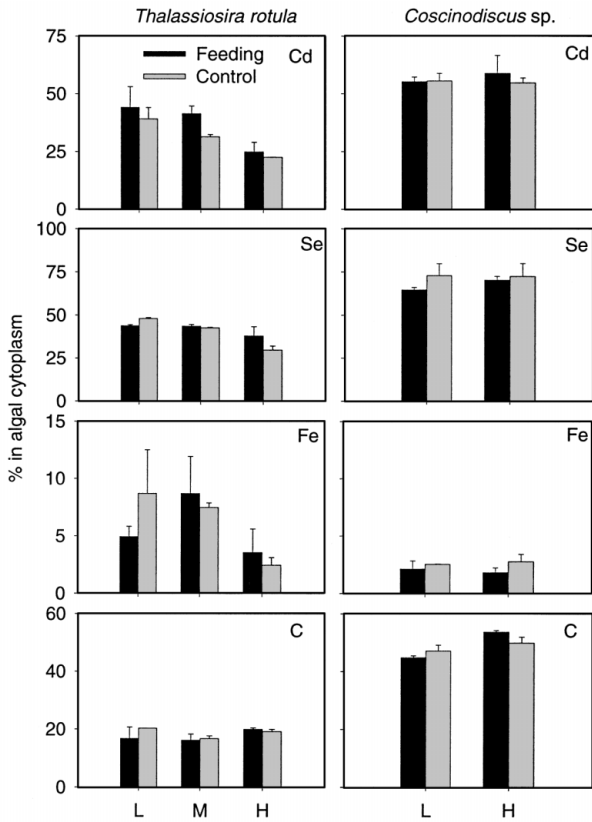 Thalassiosira rotula
Coscinodiscus sp.
% in algal cytoplasm
75
50
25
0
Feeding
Control
Cd
Cd
100
75
50
25
0
Se
Se
15
10
5
0
Fe
Fe
60
40
20
0
C
C
L M H
L H